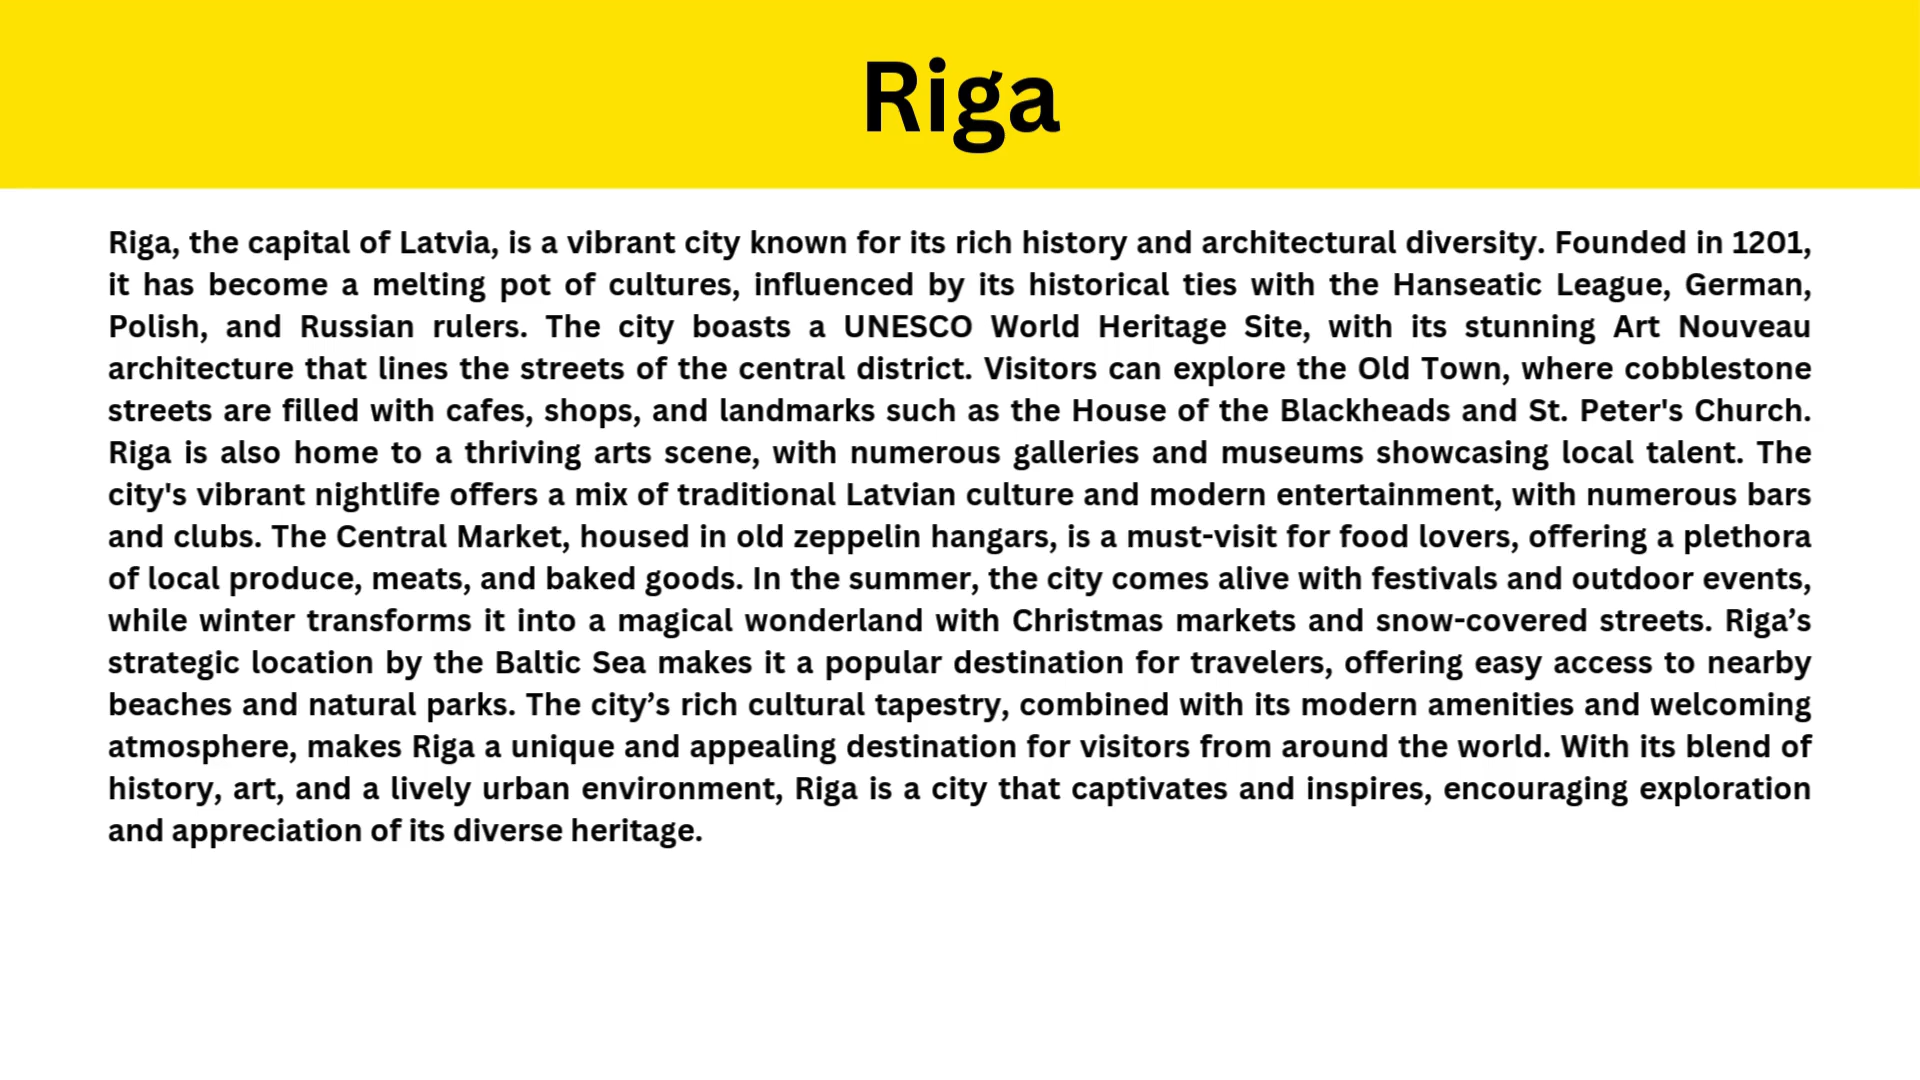 Riga
Riga, the capital of Latvia, is a vibrant city known for its rich history and architectural diversity. Founded in 1201,
it has become a melting pot of cultures, influenced by its historical ties with the Hanseatic League, German,
Polish, and Russian rulers. The city boasts a UNESCO World Heritage Site, with its stunning Art Nouveau
architecture that lines the streets of the central district. Visitors can explore the Old Town, where cobblestone
streets are filled with cafes, shops, and landmarks such as the House of the Blackheads and St. Peter's Church.
Riga is also home to a thriving arts scene, with numerous galleries and museums showcasing local talent. The
city's vibrant nightlife offers a mix of traditional Latvian culture and modern entertainment, with numerous bars
and clubs. The Central Market, housed in old zeppelin hangars, is a must-visit for food lovers, offering a plethora
of local produce, meats, and baked goods. In the summer, the city comes alive with festivals and outdoor events,
while winter transforms it into a magical wonderland with Christmas markets and snow-covered streets. Riga’s
strategic location by the Baltic Sea makes it a popular destination for travelers, offering easy access to nearby
beaches and natural parks. The city’s rich cultural tapestry, combined with its modern amenities and welcoming
atmosphere, makes Riga a unique and appealing destination for visitors from around the world. With its blend of
history, art, and a lively urban environment, Riga is a city that captivates and inspires, encouraging exploration
and appreciation of its diverse heritage.